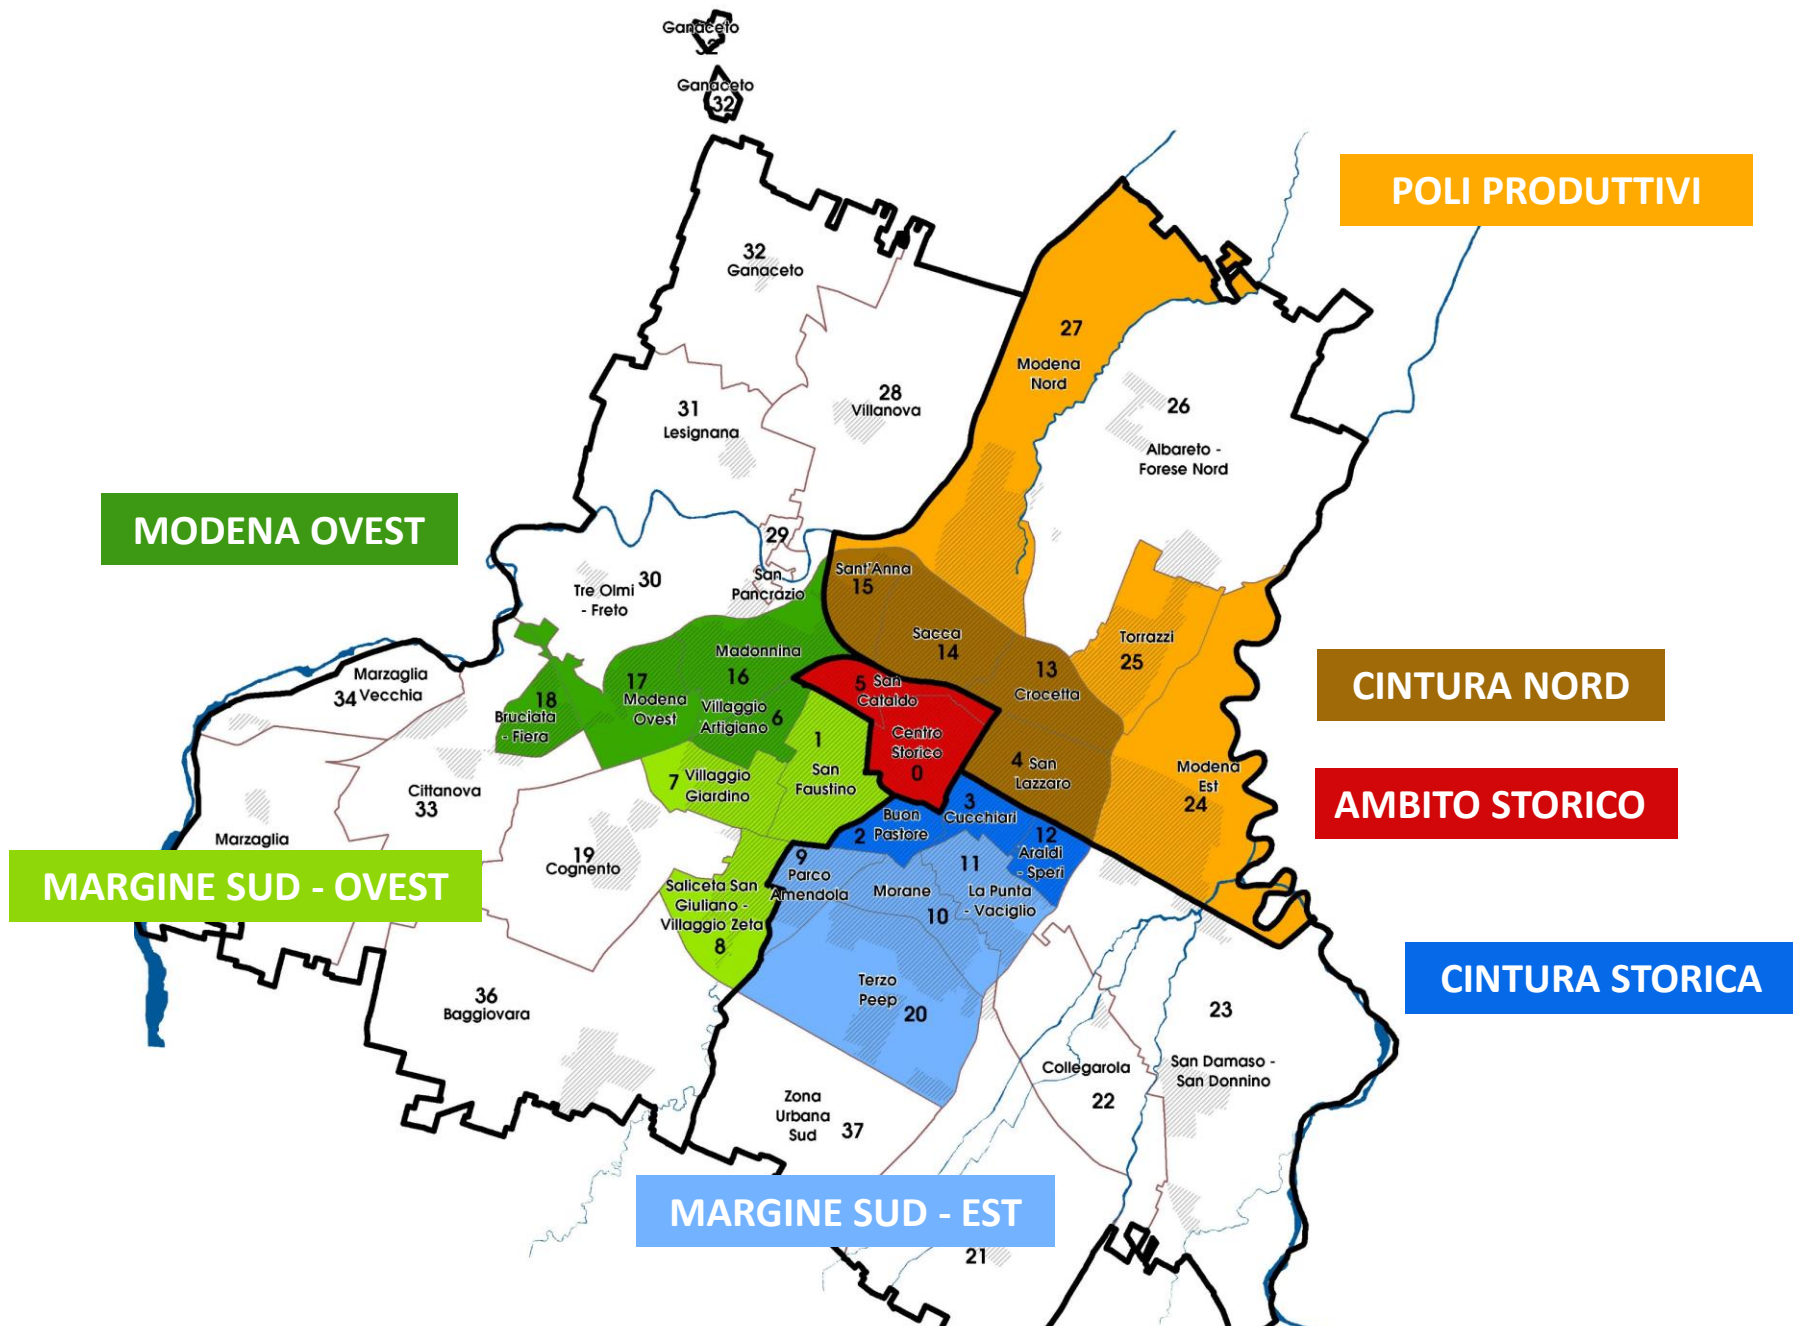 Ganaceto
32
Ganaceto
32
POLI PRODUTTIVI
32
Ganaceto
27
Modena
Nord
28
Villanova
31
Lesignana
26
Albareto -
Forese Nord
MODENA OVEST
29
San
Pancrazio
Tre Olmi 30
- Freto
Sant'Anna
15
Sacca
14
13
Crocetta
Torrazzi
25
CINTURA NORD
Marzaglia
34 Vecchia
18
Bruciata
- Fiera
17
Modena
Ovest
Madonnina
16
Villaggio
Artigiano 6
5 San
Cataldo
Centro
Storico
0
1
San
Faustino
7 Villaggio
Giardino
4 San
Lazzaro
Modena
Est
24
AMBITO STORICO
Cittanova
33
Marzaglia
19
Cognento
Buon
2 Pastore
3
Cucchiari
12
Araldi
- Speri
MARGINE SUD - OVEST
Saliceta San
Giuliano -
Villaggio Zeta
8
9
Parco
Amendola
Morane
10
11
La Punta
- Vaciglio
CINTURA STORICA
36
Baggiovara
Terzo
Peep
20
23
San Damaso -
San Donnino
Collegarola
22
Zona
Urbana
Sud 37
MARGINE SUD - EST
21